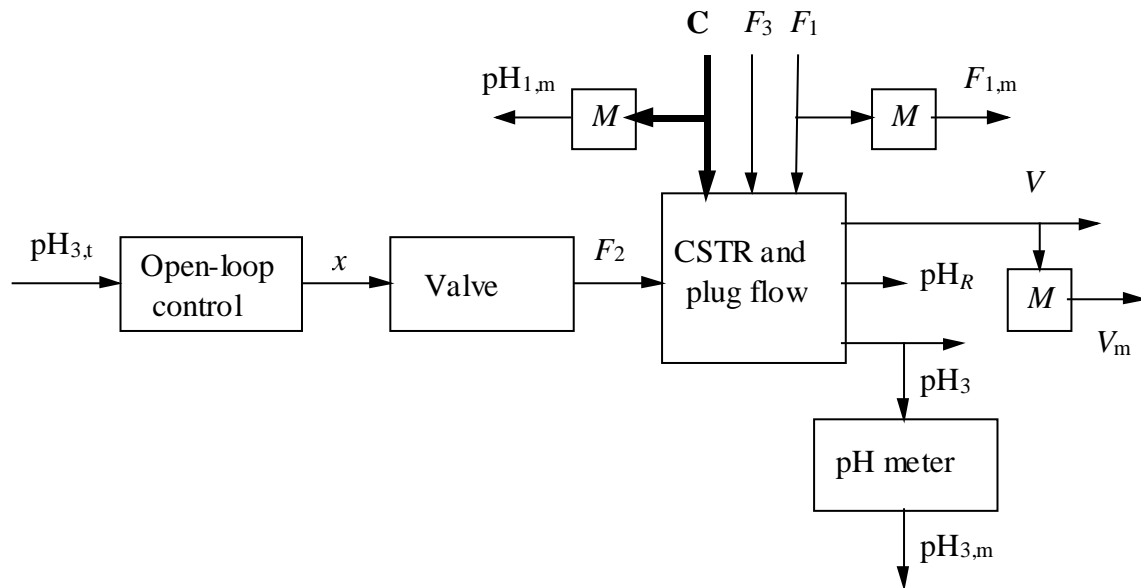 C F3 F1
pH1,m
M
M
F1,m
V
pH3,t
Open-loop
control
x
Valve
F2
CSTR and
plug flow
pHR
M
Vm
pH3
pH meter
pH3,m